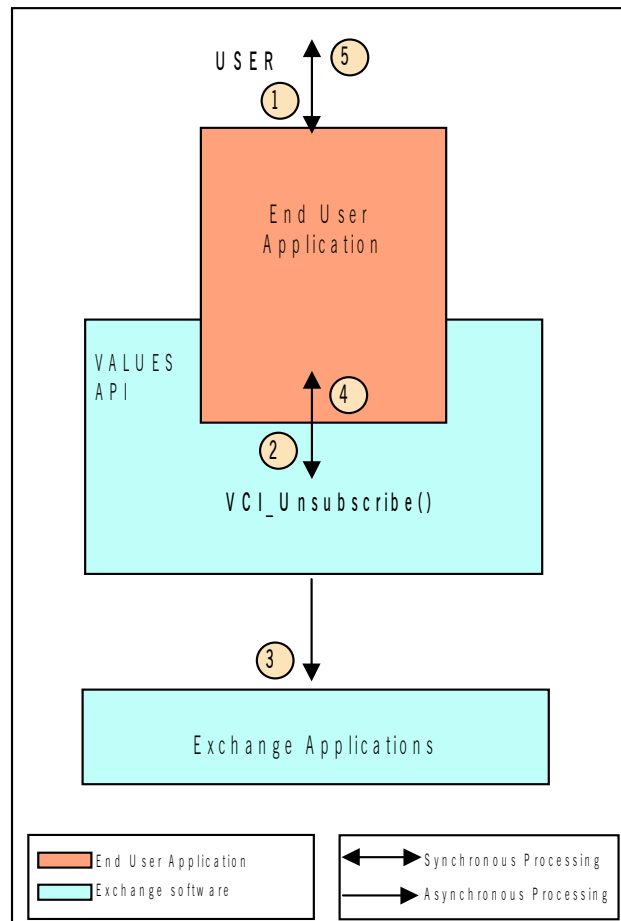 USER
5
1
End User
Application
VALUES
API
4
2
VCI_Unsubscribe()
3
Exchange Applications
End User Application
Exchange software
Synchronous Processing
Asynchronous Processing